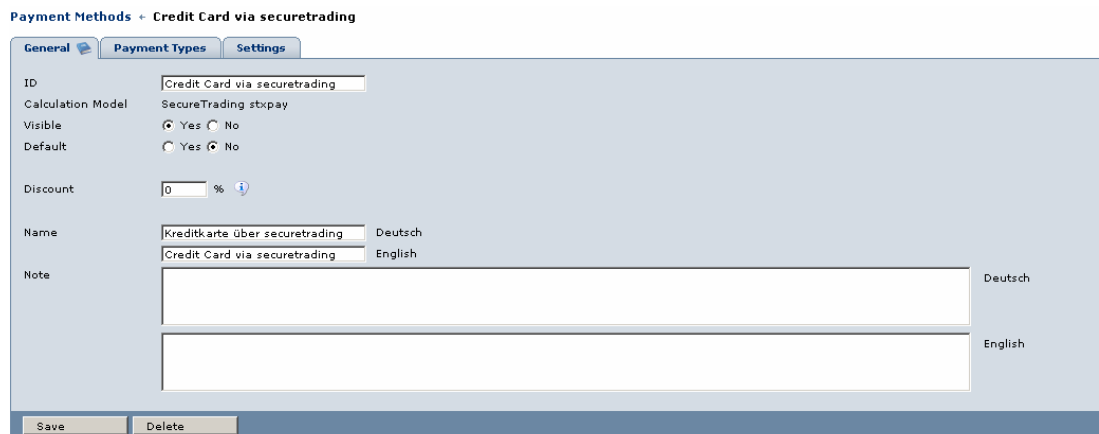 Payment Methods ← Credit Card via securetrading
General Payment Types Settings
ID Credit Card via securetrading
Calculation Model SecureTrading stxpay
Visible Yes No
Default Yes No
Discount 0 %
Name Kreditkarte über securetrading Deutsch
Credit Card via securetrading English
Note Deutsch
English
Save Delete